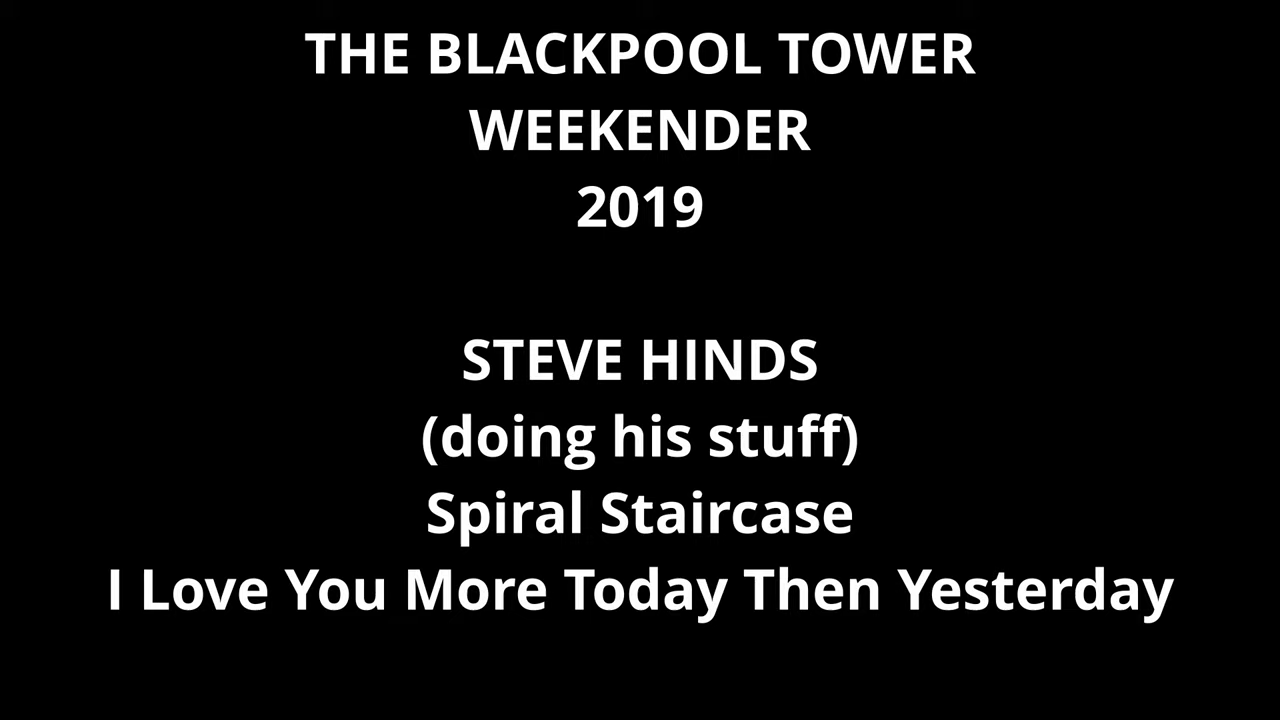 THE BLACKPOOL TOWER
WEEKENDER
2019
STEVE HINDS
(doing his stuff)
Spiral Staircase
I Love You More Today Then Yesterday